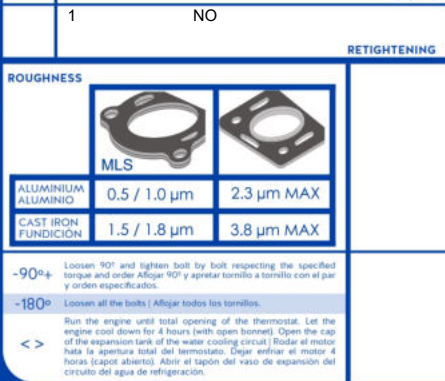 1 NO
RETIGHTENING
ROUGHNESS
MLS
ALUMINIUM
ALUMINIO
0.5 / 1.0 µm
2.3 µm MAX
CAST IRON
FUNDICIÓN
1.5 / 1.8 µm
3.8 µm MAX
-90º+
Loosen 90º and tighten bolt by bolt respecting the specified
torque and order Aflojar 90º y apretar tornillo a tornillo con el par
y orden especificados.
-180º
Loosen all the bolts | Aflojar todos los tornillos.
< >
Run the engine until total opening of the thermostat. Let the
engine cool down for 4 hours (with open bonnet). Open the cap
of the expansion tank of the water cooling circuit | Rodar el motor
hata la apertura total del termostato. Dejar enfriar el motor 4
horas (capot abierto). Abrir el tapón del vaso de expansión del
circuito del agua de refrigeración.